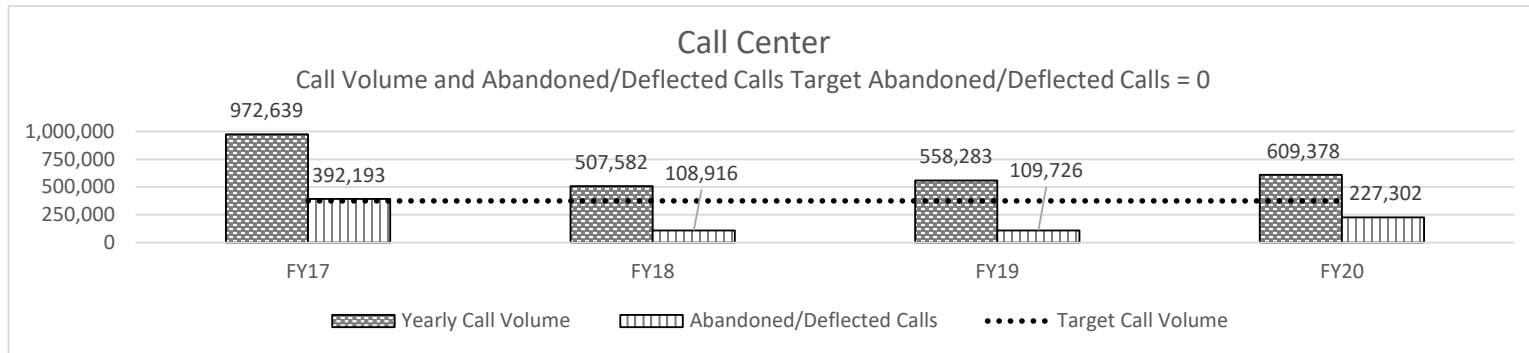 Call Center
Call Volume and Abandoned/Deflected Calls Target Abandoned/Deflected Calls = 0
972,639
1,000,000
750,000
500,000
250,000
0
392,193
507,582
108,916
558,283
109,726
609,378
227,302
FY17
FY18
FY19
FY20
Yearly Call Volume
Abandoned/Deflected Calls
Target Call Volume